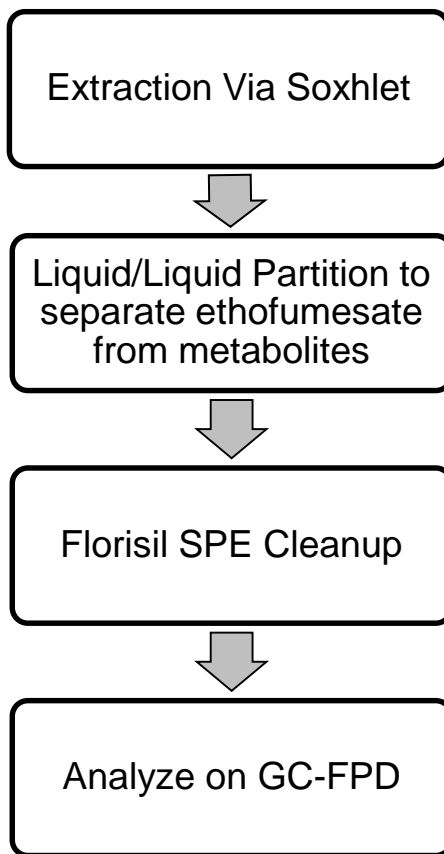 Extraction Via Soxhlet
Liquid/Liquid Partition to
separate ethofumesate
from metabolites
Florisil SPE Cleanup
Analyze on GC-FPD